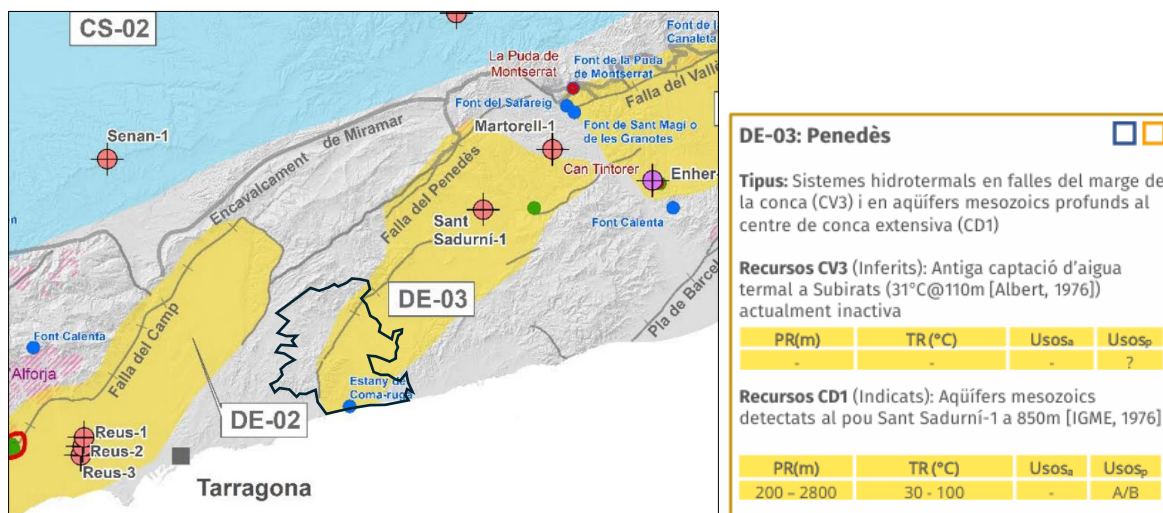 CS-02
Font de l
Canaleta
La Puda de
Montserrat
Font de la Puda
de Montserrat
Falla del Vallè
Font del Safareig
Senan-1
Encavalcament de Miramar
Martorell-1
Font de Sant Magí o
de les Granotes
Can Tintorer
Enher-
Falla del Penedès
Sant
Sadurní-1
Font Calenta
DE-03
Pla de Barcel
Falla del Camp
Font Calenta
Alforja
Estany de
Coma-ruga
DE-02
Reus-1
Reus-2
Reus-3
Tarragona
DE-03: Penedès
Tipus: Sistemes hidrotermals en falles del marge de
la conca (CV3) i en aqüífers mesozoics profunds al
centre de conca extensiva (CD1)
Recursos CV3 (Inferits): Antiga captació d'aigua
termal a Subirats (31°C@110m [Albert, 1976])
actualment inactiva
PR(m) TR(°C) Usosₐ Usosₚ
- - - ?
Recursos CD1 (Indicats): Aqüífers mesozoics
detectats al pou Sant Sadurní-1 a 850m [IGME, 1976]
PR(m) TR(°C) Usosₐ Usosₚ
200 – 2800 30 - 100 - A/B